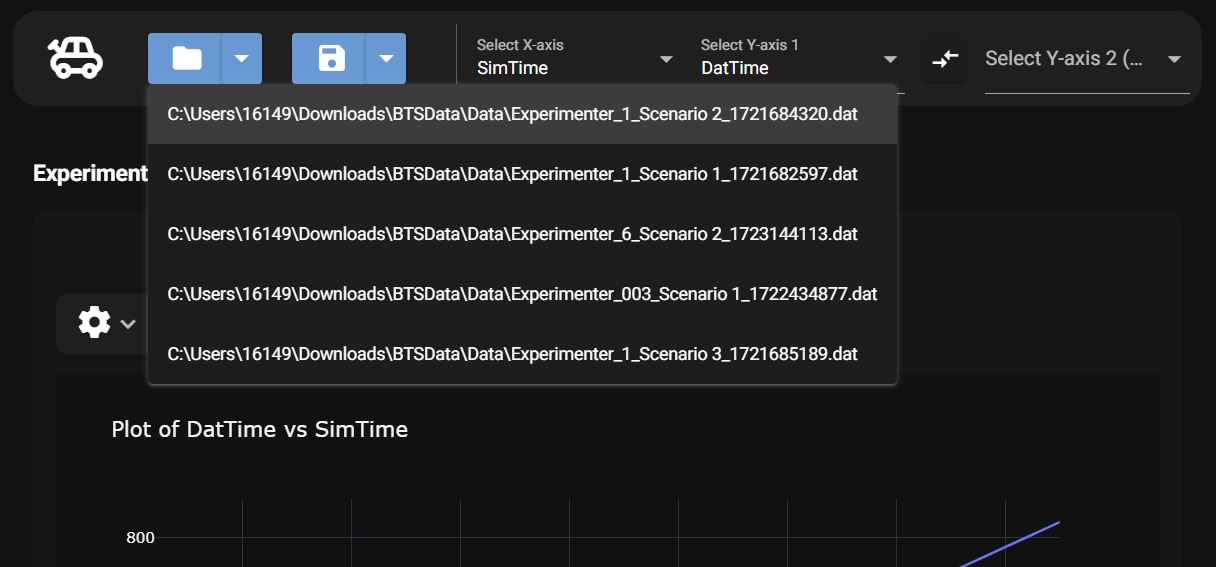 Select X-axis
SimTime
Select Y-axis 1
DatTime
Select Y-axis 2 (...
C:\Users\16149\Downloads\BTSData\Data\Experimenter_1_Scenario 2_1721684320.dat
Experiment
C:\Users\16149\Downloads\BTSData\Data\Experimenter_1_Scenario 1_1721682597.dat
C:\Users\16149\Downloads\BTSData\Data\Experimenter_6_Scenario 2_1723144113.dat
C:\Users\16149\Downloads\BTSData\Data\Experimenter_003_Scenario 1_1722434877.dat
C:\Users\16149\Downloads\BTSData\Data\Experimenter_1_Scenario 3_1721685189.dat
Plot of DatTime vs SimTime
800